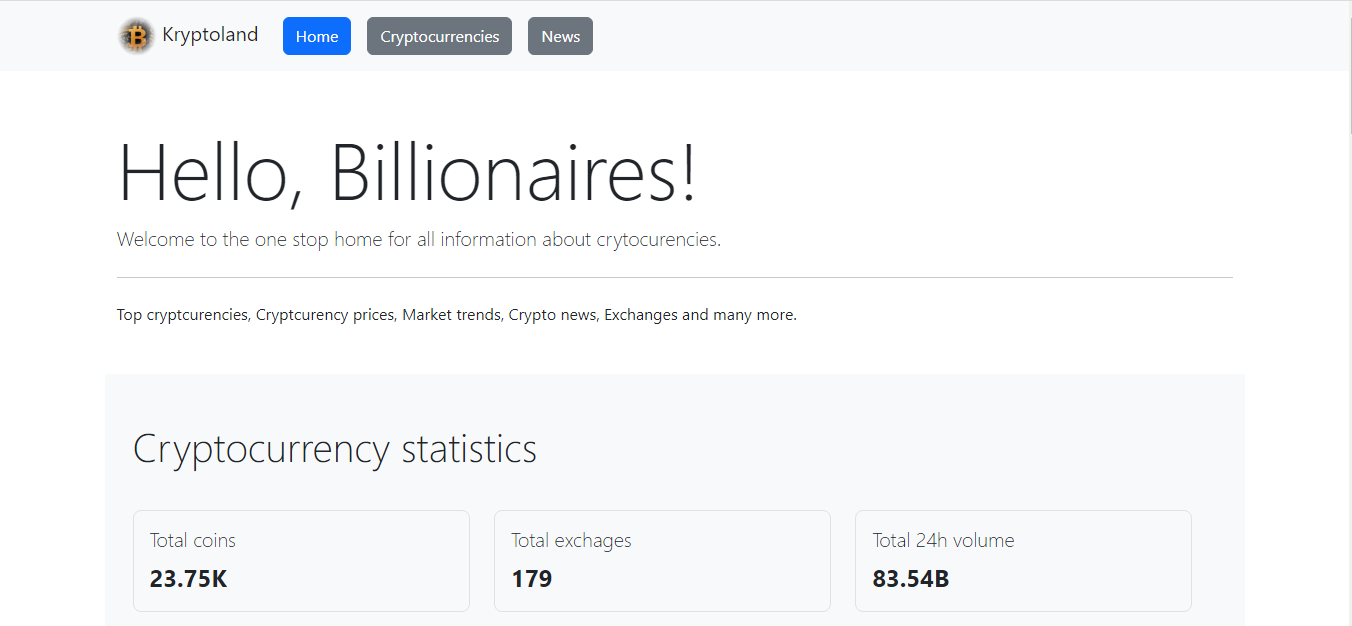 Kryptoland Home Cryptocurrencies News
Hello, Billionaires!
Welcome to the one stop home for all information about crytocurencies.
Top cryptcurencies, Cryptcurency prices, Market trends, Crypto news, Exchanges and many more.
Cryptocurrency statistics
Total coins
23.75K
Total exchages
179
Total 24h volume
83.54B